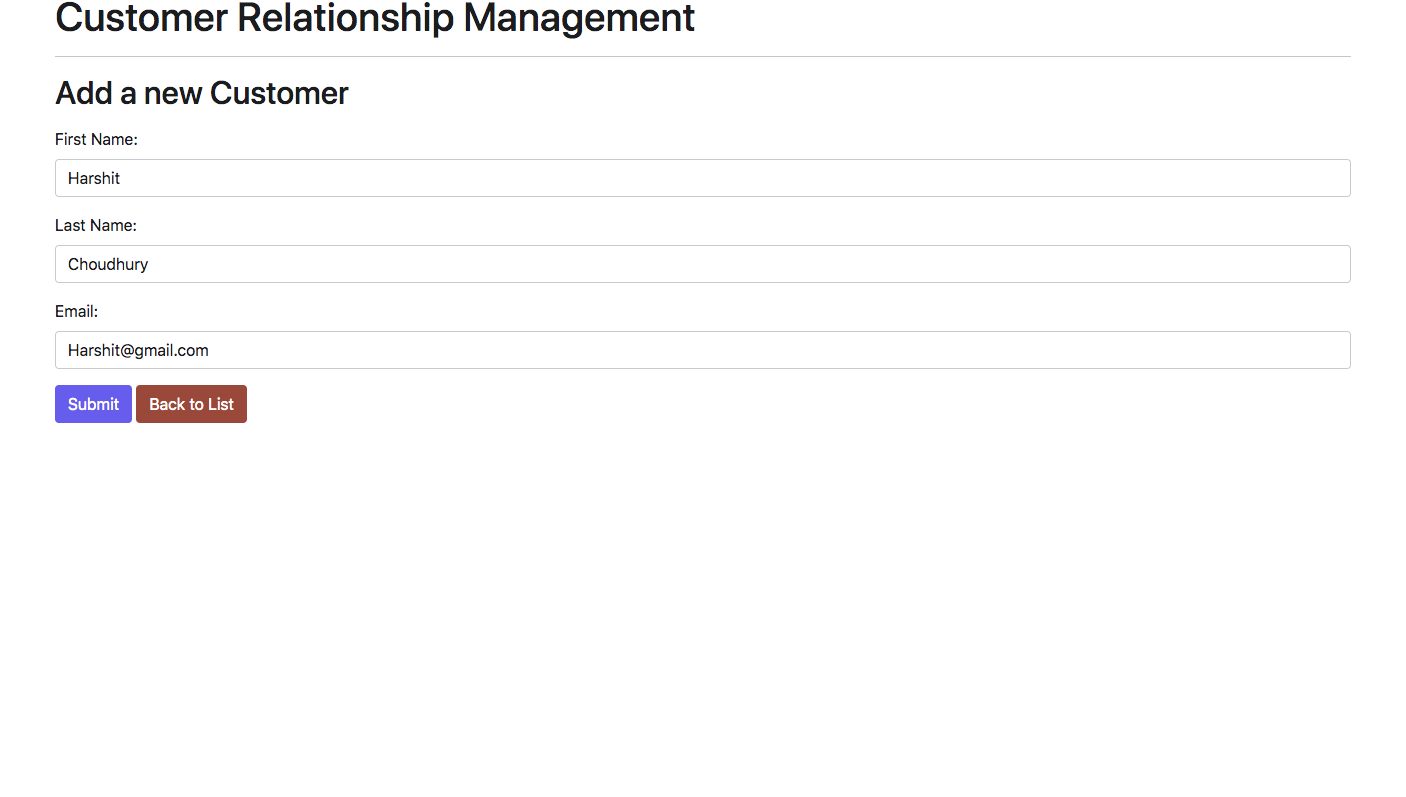 Customer Relationship Management
Add a new Customer
First Name:
Harshit
Last Name:
Choudhury
Email:
Harshit@gmail.com
Submit Back to List